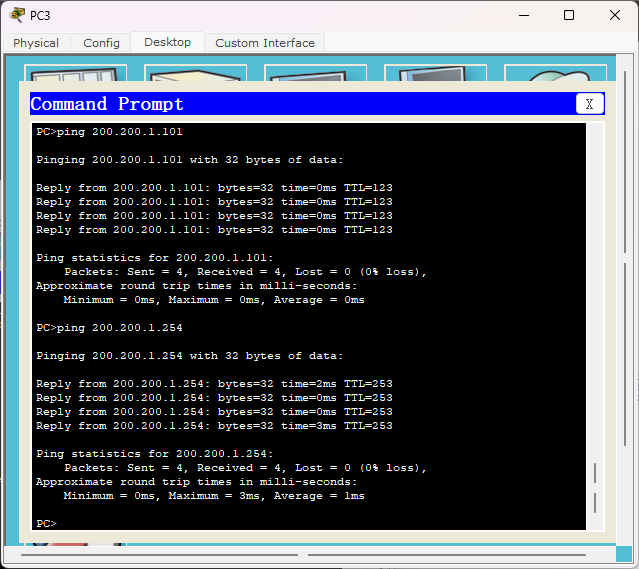 PC3
Physical
Config
Desktop
Custom Interface
Command Prompt
X
PC>ping 200.200.1.101
Pinging 200.200.1.101 with 32 bytes of data:
Reply from 200.200.1.101: bytes=32 time=0ms TTL=123
Reply from 200.200.1.101: bytes=32 time=0ms TTL=123
Reply from 200.200.1.101: bytes=32 time=0ms TTL=123
Reply from 200.200.1.101: bytes=32 time=0ms TTL=123
Ping statistics for 200.200.1.101:
Packets: Sent = 4, Received = 4, Lost = 0 (0% loss),
Approximate round trip times in milli-seconds:
Minimum = 0ms, Maximum = 0ms, Average = 0ms
PC>ping 200.200.1.254
Pinging 200.200.1.254 with 32 bytes of data:
Reply from 200.200.1.254: bytes=32 time=2ms TTL=253
Reply from 200.200.1.254: bytes=32 time=0ms TTL=253
Reply from 200.200.1.254: bytes=32 time=0ms TTL=253
Reply from 200.200.1.254: bytes=32 time=3ms TTL=253
Ping statistics for 200.200.1.254:
Packets: Sent = 4, Received = 4, Lost = 0 (0% loss),
Approximate round trip times in milli-seconds:
Minimum = 0ms, Maximum = 3ms, Average = 1ms
PC>